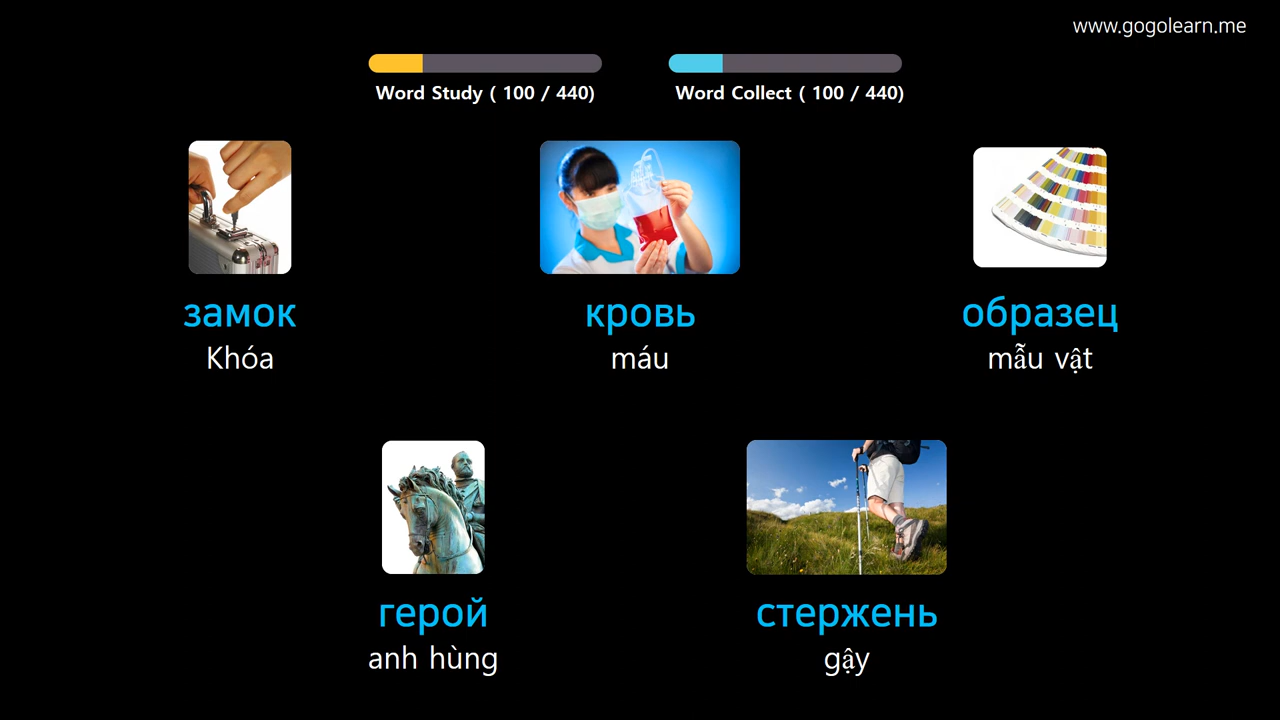 www.gogolearn.me
Word Study ( 100 / 440)
Word Collect ( 100 / 440)
замок
Khóa
кровь
máu
образец
mẫu vật
герой
anh hùng
стержень
gậy